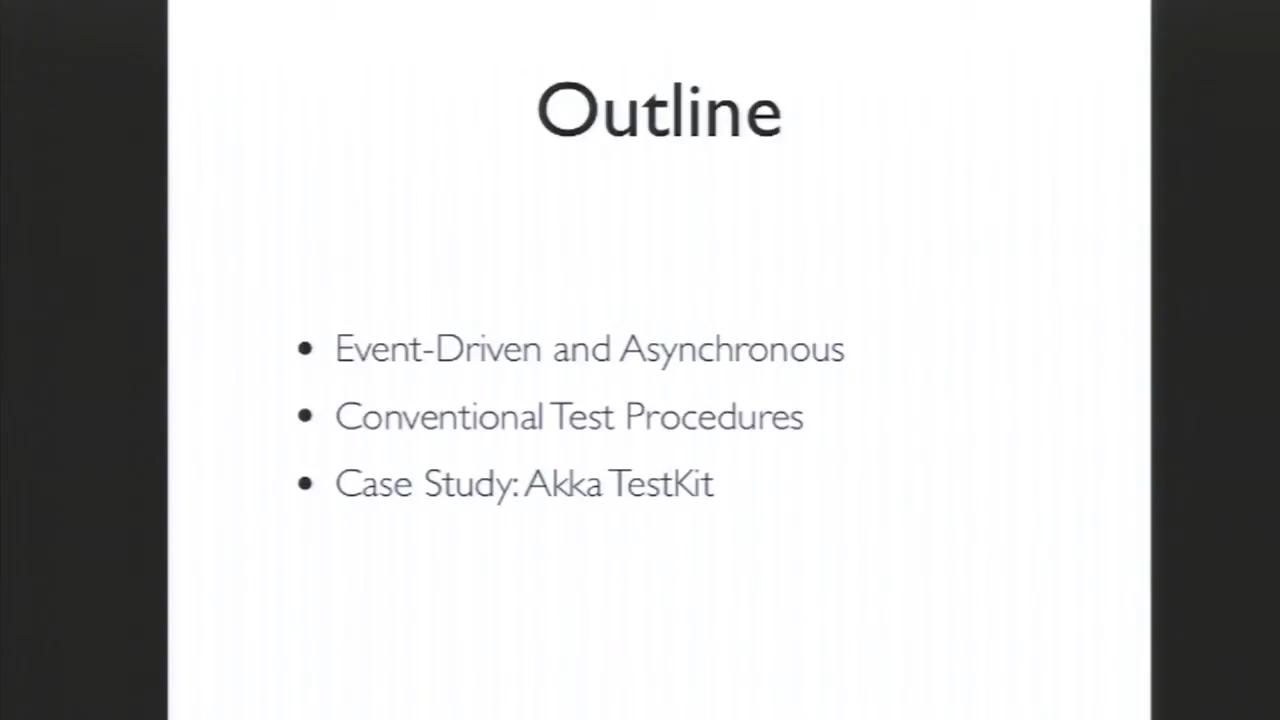 Outline
• Event-Driven and Asynchronous
• Conventional Test Procedures
• Case Study: Akka TestKit